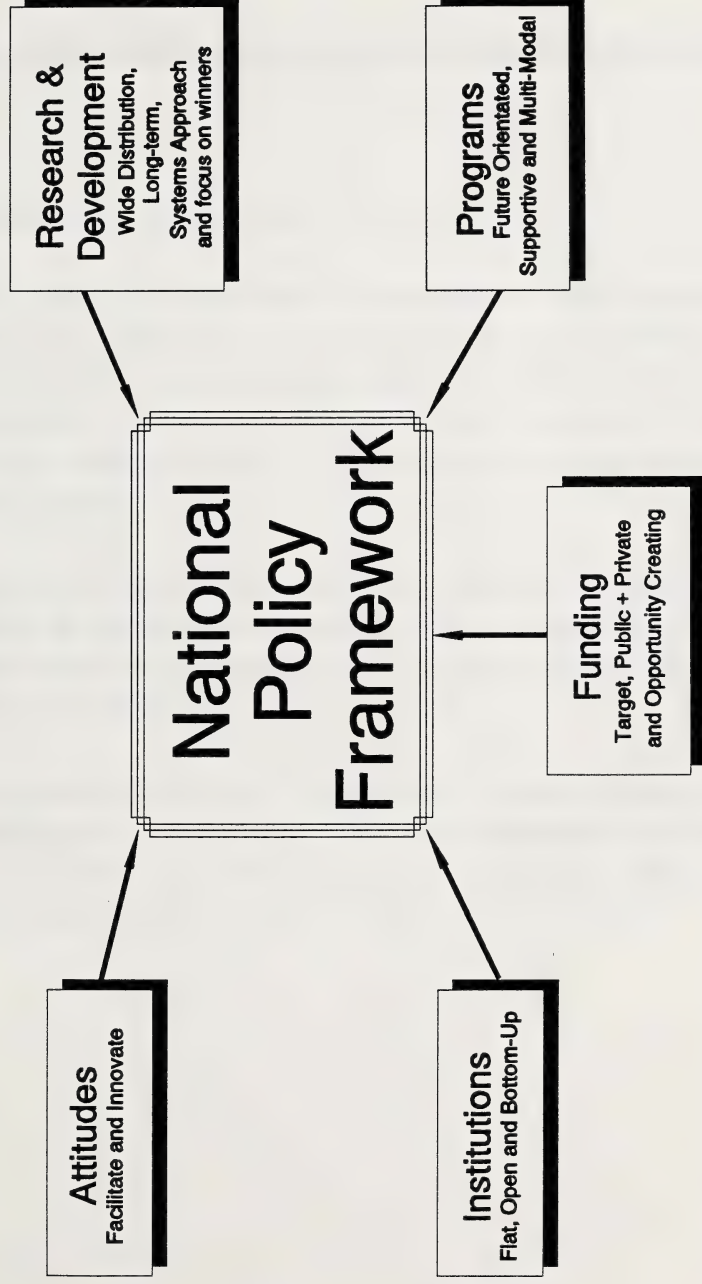 Attitudes
Facilitate and Innovate
Research &
Development
Wide Distribution,
Long-term,
Systems Approach
and focus on winners
National
Policy
Framework
Institutions
Flat, Open and Bottom-Up
Funding
Target, Public + Private
and Opportunity Creating
Programs
Future Orientated,
Supportive and Multi-Modal